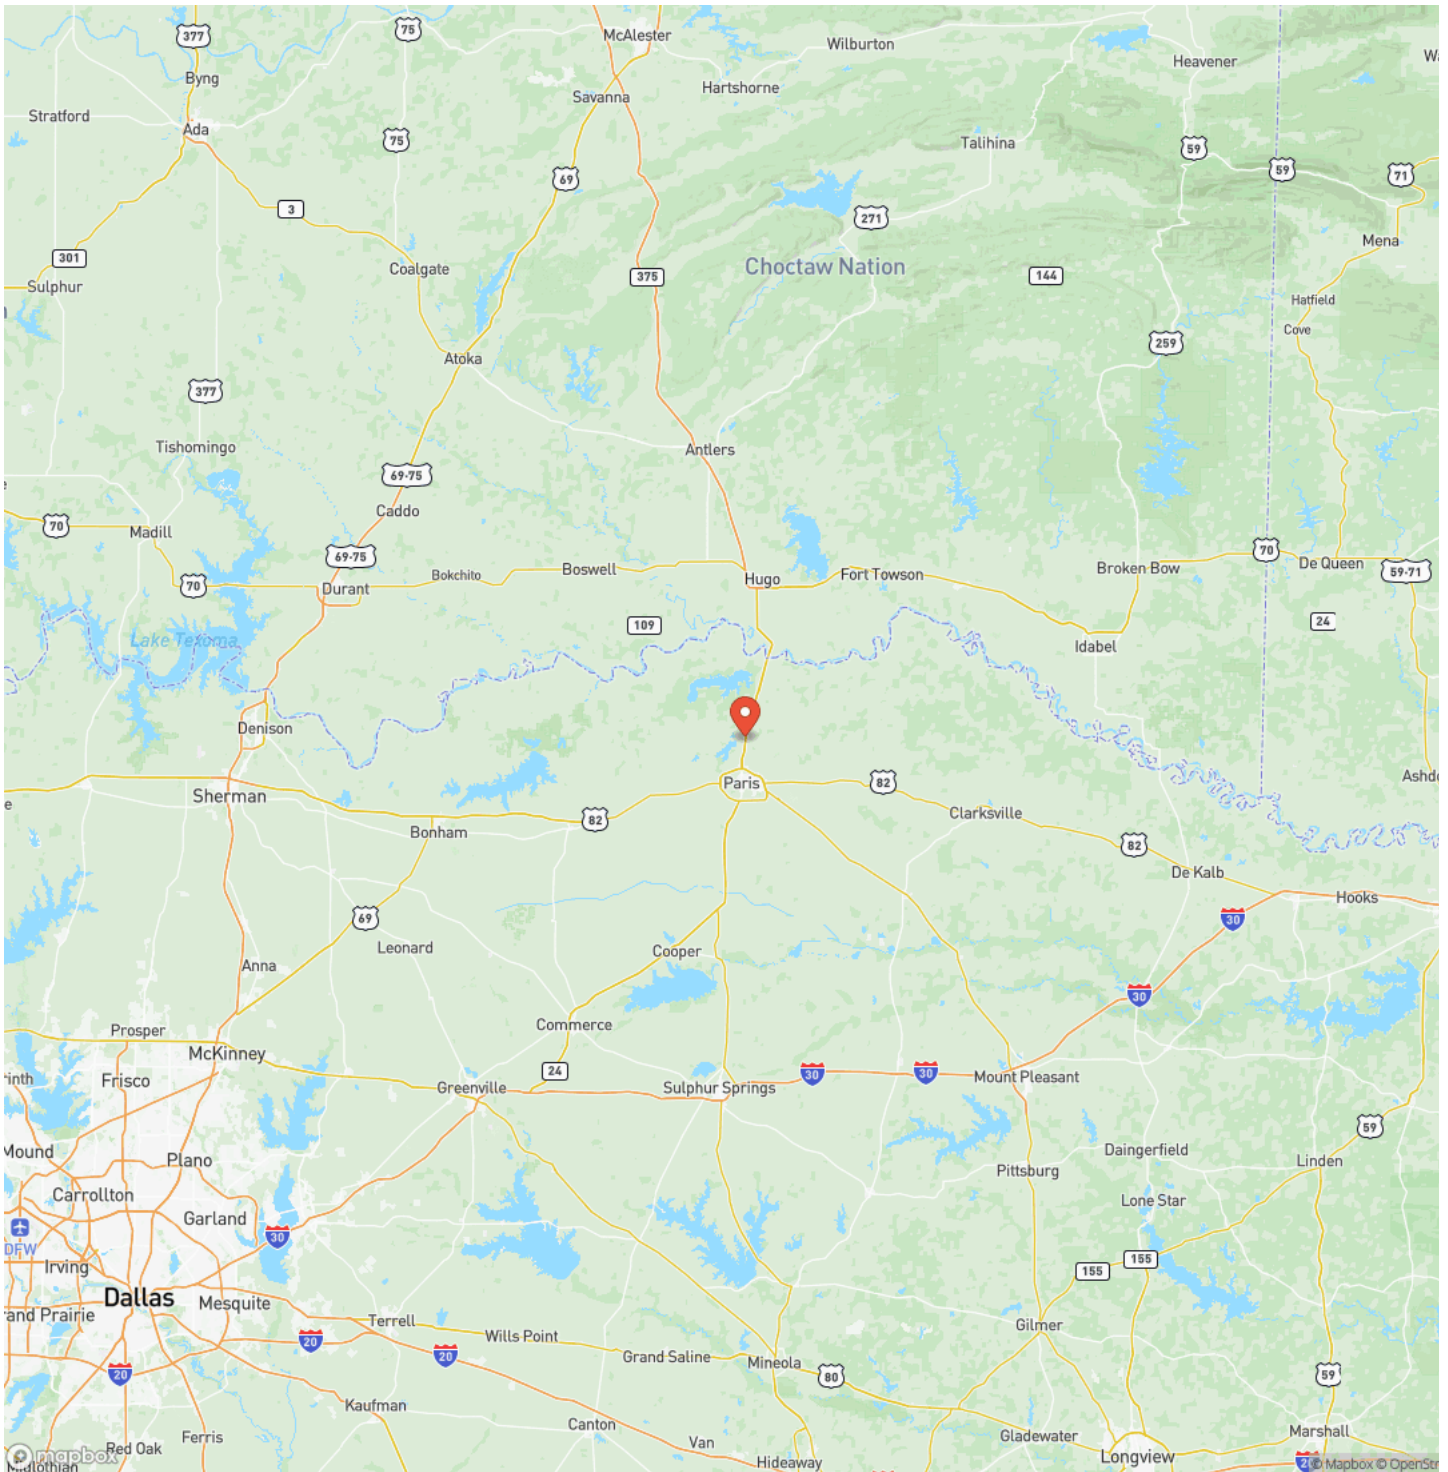 377
75
McAlester
Wilburton
Heavener
Byng
Hartshorne
Savanna
Stratford
Ada
75
Talihina
59
59
71
69
3
271
301
Choctaw Nation
Mena
Coalgate
375
144
Sulphur
Hatfield
Cove
259
Atoka
377
Tishomingo
Antlers
69-75
Caddo
70
Madill
69-75
70
De Queen
59-71
Boswell
Bokchito
Hugo
Fort Towson
Broken Bow
70
Durant
109
24
Lake Texoma
Idabel
Denison
Paris
82
Ashd
Sherman
82
Clarksville
Bonham
82
De Kalb
Hooks
69
30
Leonard
Cooper
Anna
30
Commerce
Prosper
McKinney
24
30
30
Frisco
Greenville
Sulphur Springs
Mount Pleasant
inth
59
Mound
Plano
Daingerfield
Linden
Pittsburg
Carrollton
Lone Star
Garland
DFW
30
Irving
155
155
Dallas
Mesquite
and Prairie
Terrell
Gilmer
20
Wills Point
20
Grand Saline
Mineola
20
80
59
Kaufman
Canton
Marshall
Ferris
Gladewater
Red Oak
Van
mapbox
Longview
Hideaway
Midlothian
© Mapbox © OpenStr